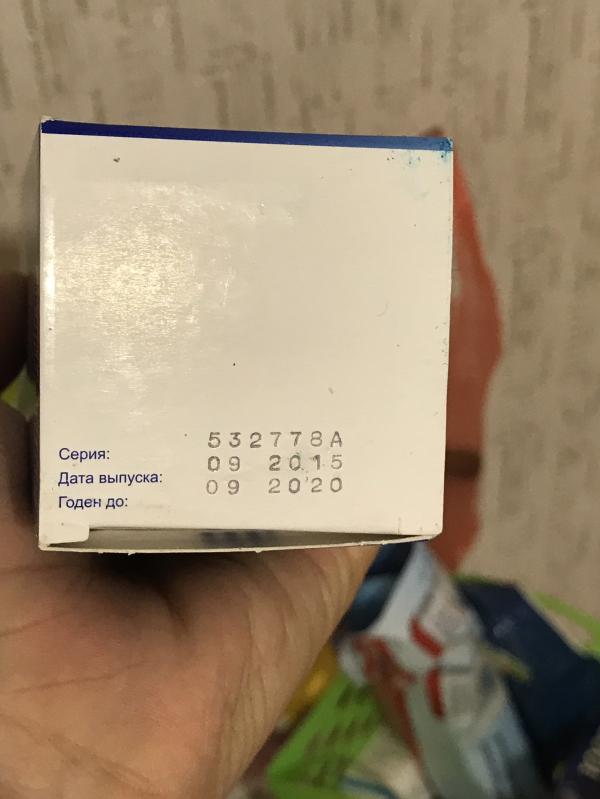 Серия: 532778A
Дата выпуска: 09 2015
Годен до: 09 2020